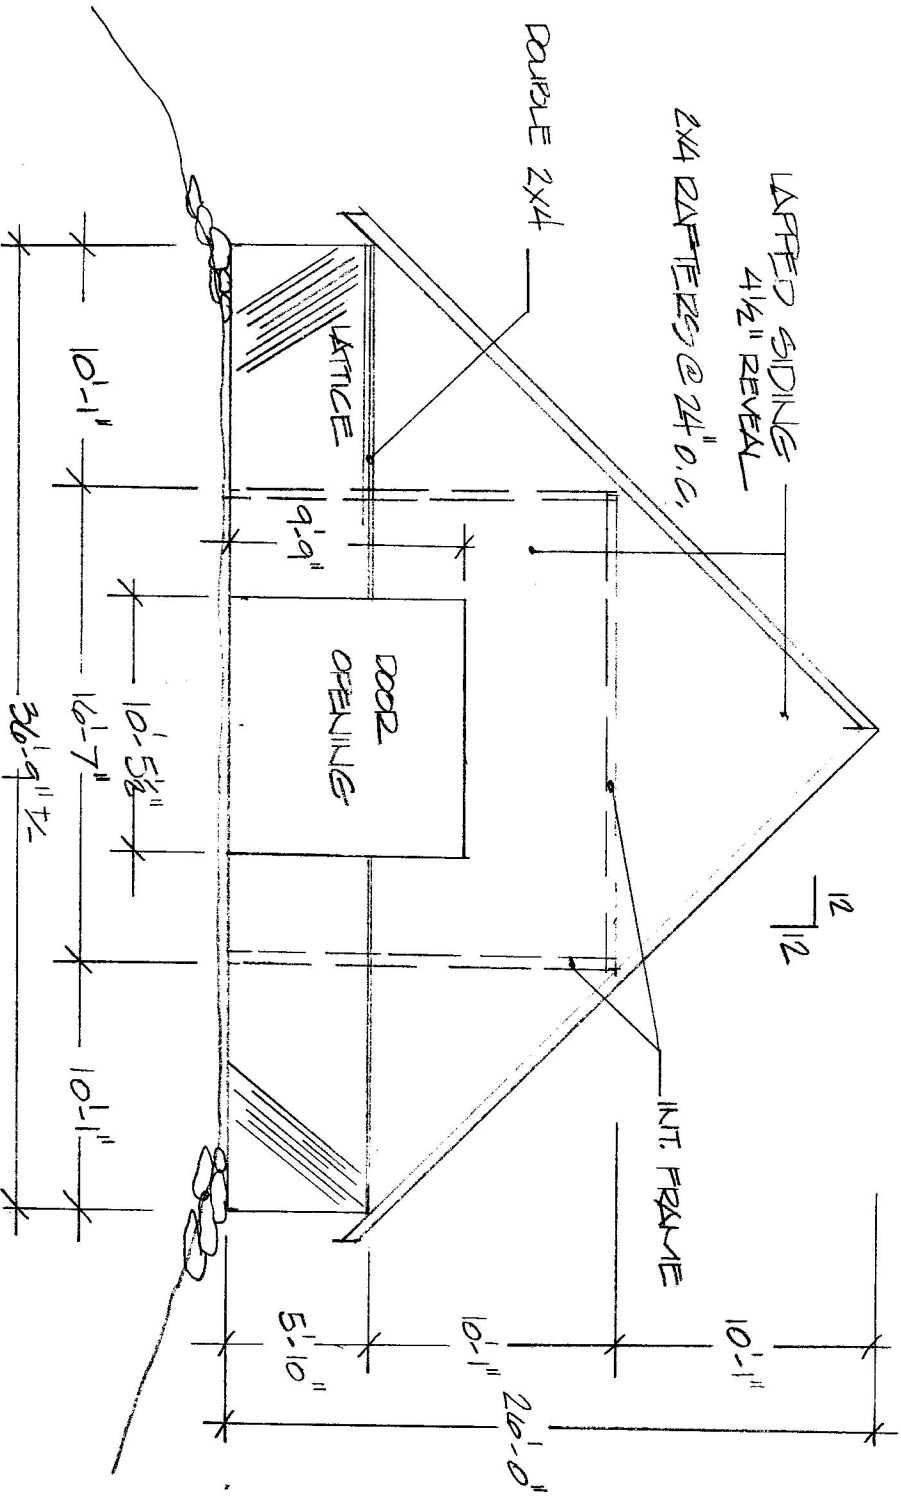 LAPPED SIDING
4½" REVEAL
2X4 RAFTERS @ 24" O.C.
DOUBLE 2X4
12
12
INT. FRAME
LATTICE
9'-9"
DOOR
OPENING
10'-1"
10'-1"
5'-10"
26'-0"
10'-5½"
10'-1"
16'-7"
10'-1"
36'-9" +/-